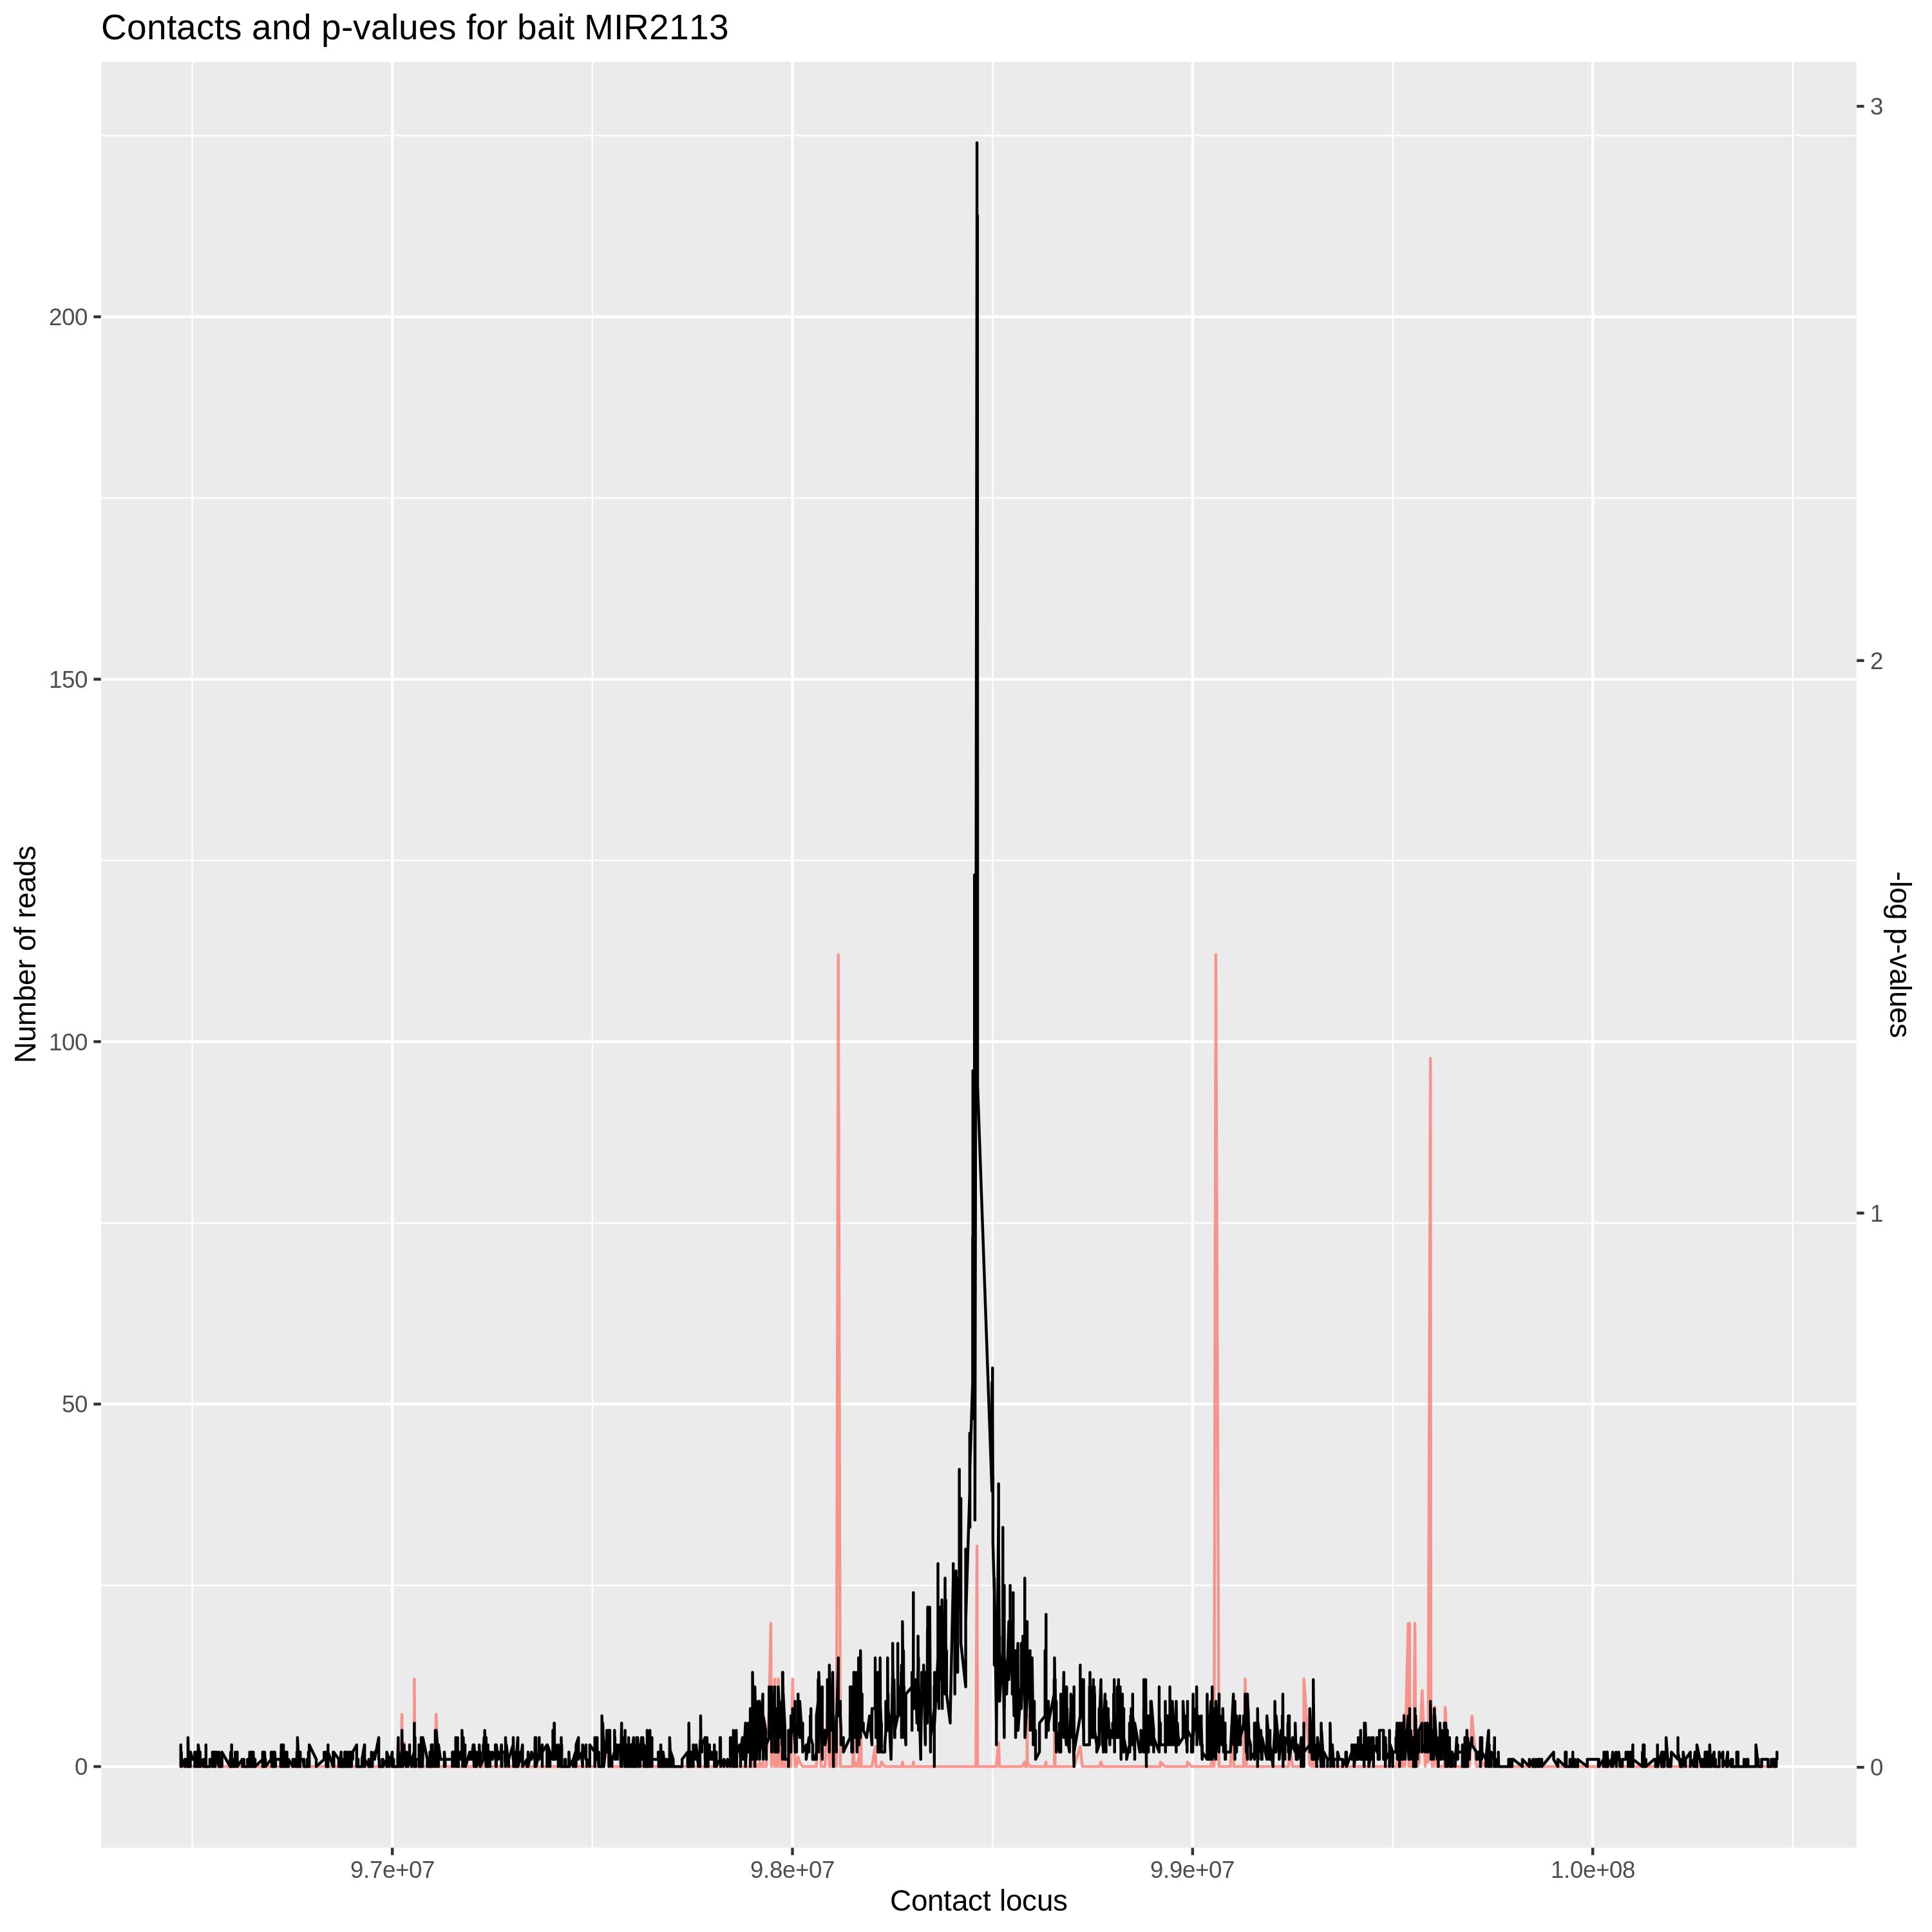 Contacts and p-values for bait MIR2113
Number of reads
200
150
100
50
0
3
2
1
0
-log p-values
9.7e+07
9.8e+07
9.9e+07
1.0e+08
Contact locus